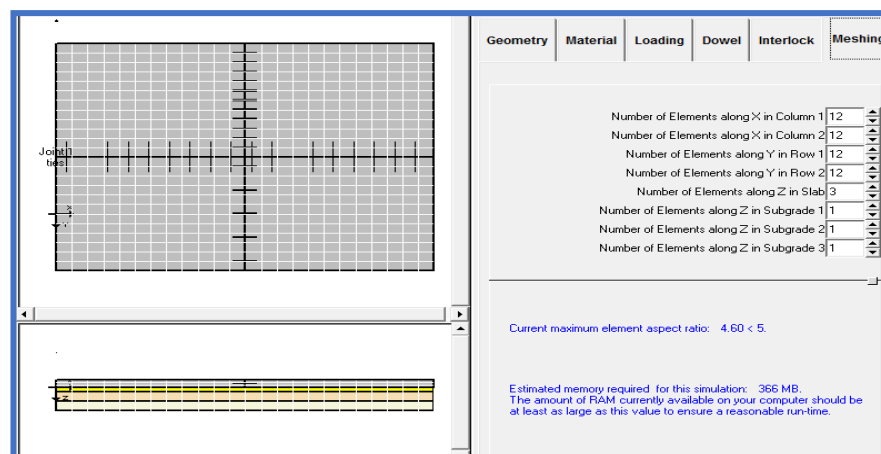 Geometry Material Loading Dowel Interlock Meshing
Number of Elements along X in Column 1 12
Number of Elements along X in Column 2 12
Number of Elements along Y in Row 1 12
Number of Elements along Y in Row 2 12
Number of Elements along Z in Slab 3
Number of Elements along Z in Subgrade 1 1
Number of Elements along Z in Subgrade 2 1
Number of Elements along Z in Subgrade 3 1
Joint 1
ties
Current maximum element aspect ratio: 4.60 < 5.
Estimated memory required for this simulation: 366 MB.
The amount of RAM currently available on your computer should be
at least as large as this value to ensure a reasonable run-time.